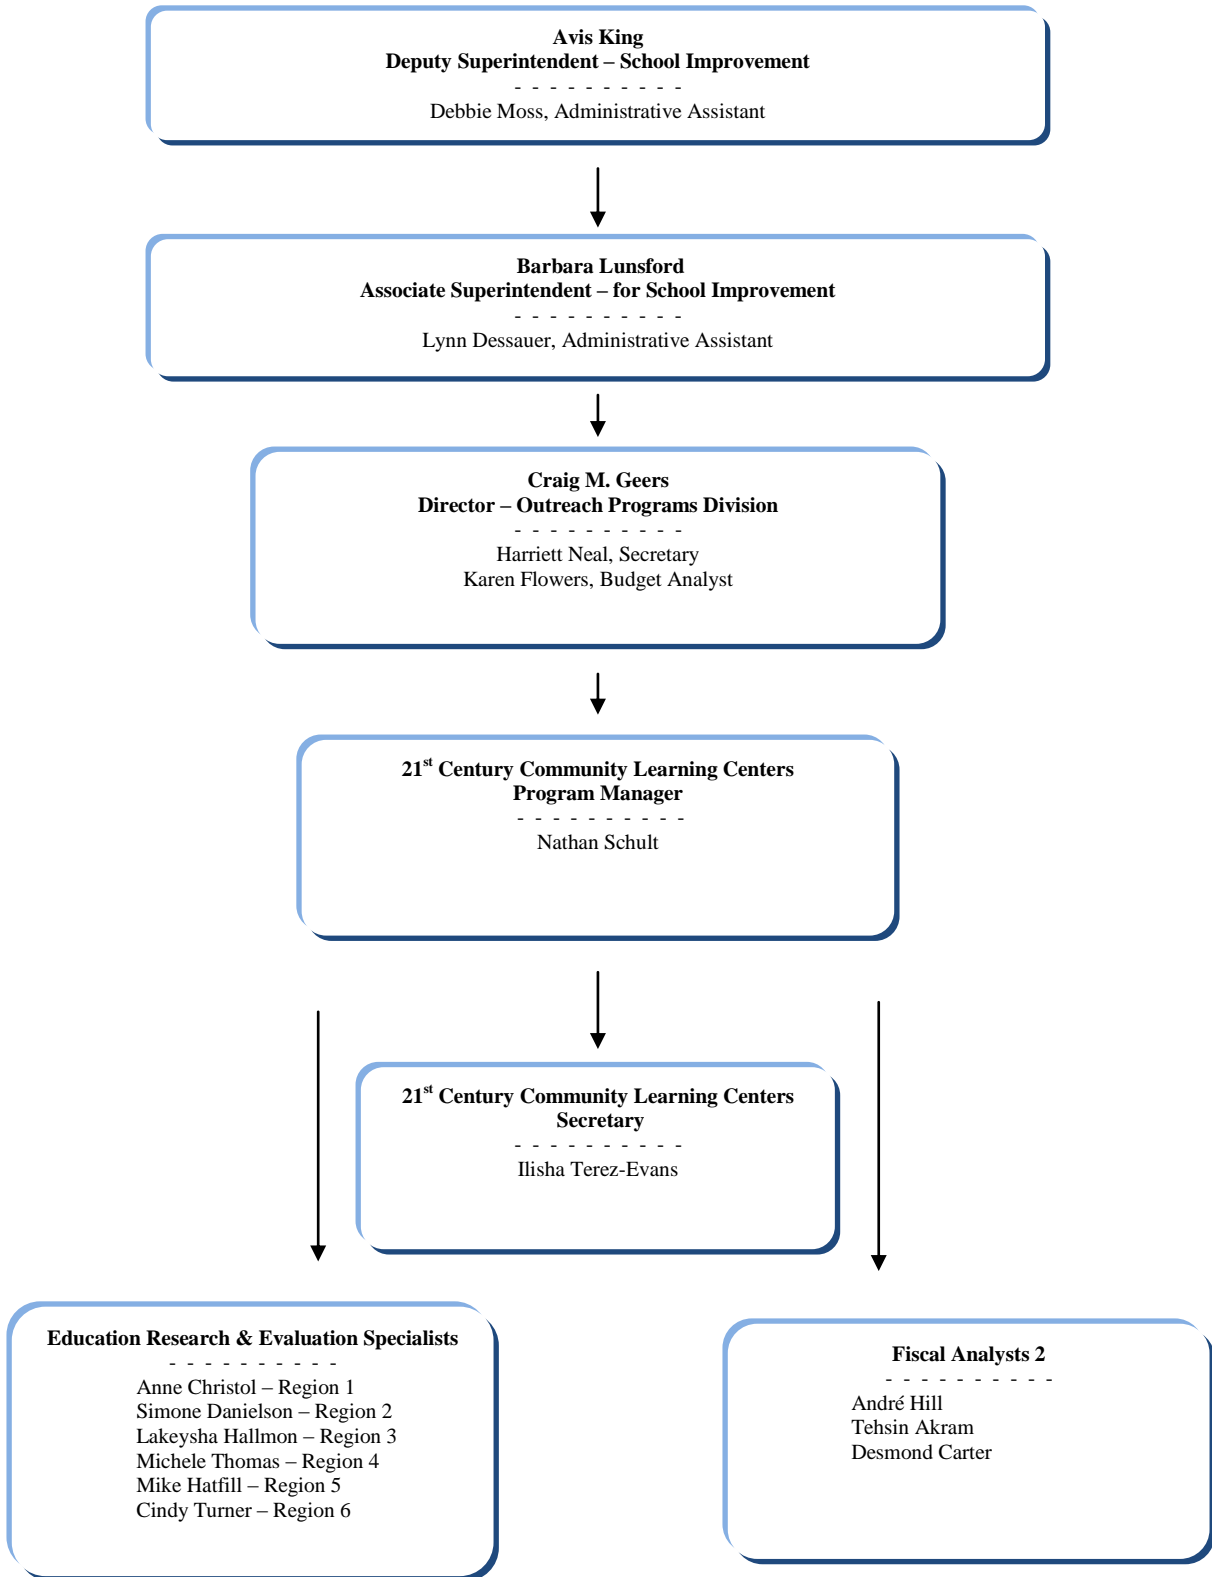 Avis King
Deputy Superintendent – School Improvement
- - - - - - - - - -
Debbie Moss, Administrative Assistant
Barbara Lunsford
Associate Superintendent – for School Improvement
- - - - - - - - - -
Lynn Dessauer, Administrative Assistant
Craig M. Geers
Director – Outreach Programs Division
- - - - - - - - - -
Harriett Neal, Secretary
Karen Flowers, Budget Analyst
21st Century Community Learning Centers
Program Manager
- - - - - - - - - -
Nathan Schult
21st Century Community Learning Centers
Secretary
- - - - - - - - - -
Ilisha Terez-Evans
Education Research & Evaluation Specialists
- - - - - - - - - -
Anne Christol – Region 1
Simone Danielson – Region 2
Lakeysha Hallmon – Region 3
Michele Thomas – Region 4
Mike Hatfill – Region 5
Cindy Turner – Region 6
Fiscal Analysts 2
- - - - - - - - - -
André Hill
Tehsin Akram
Desmond Carter